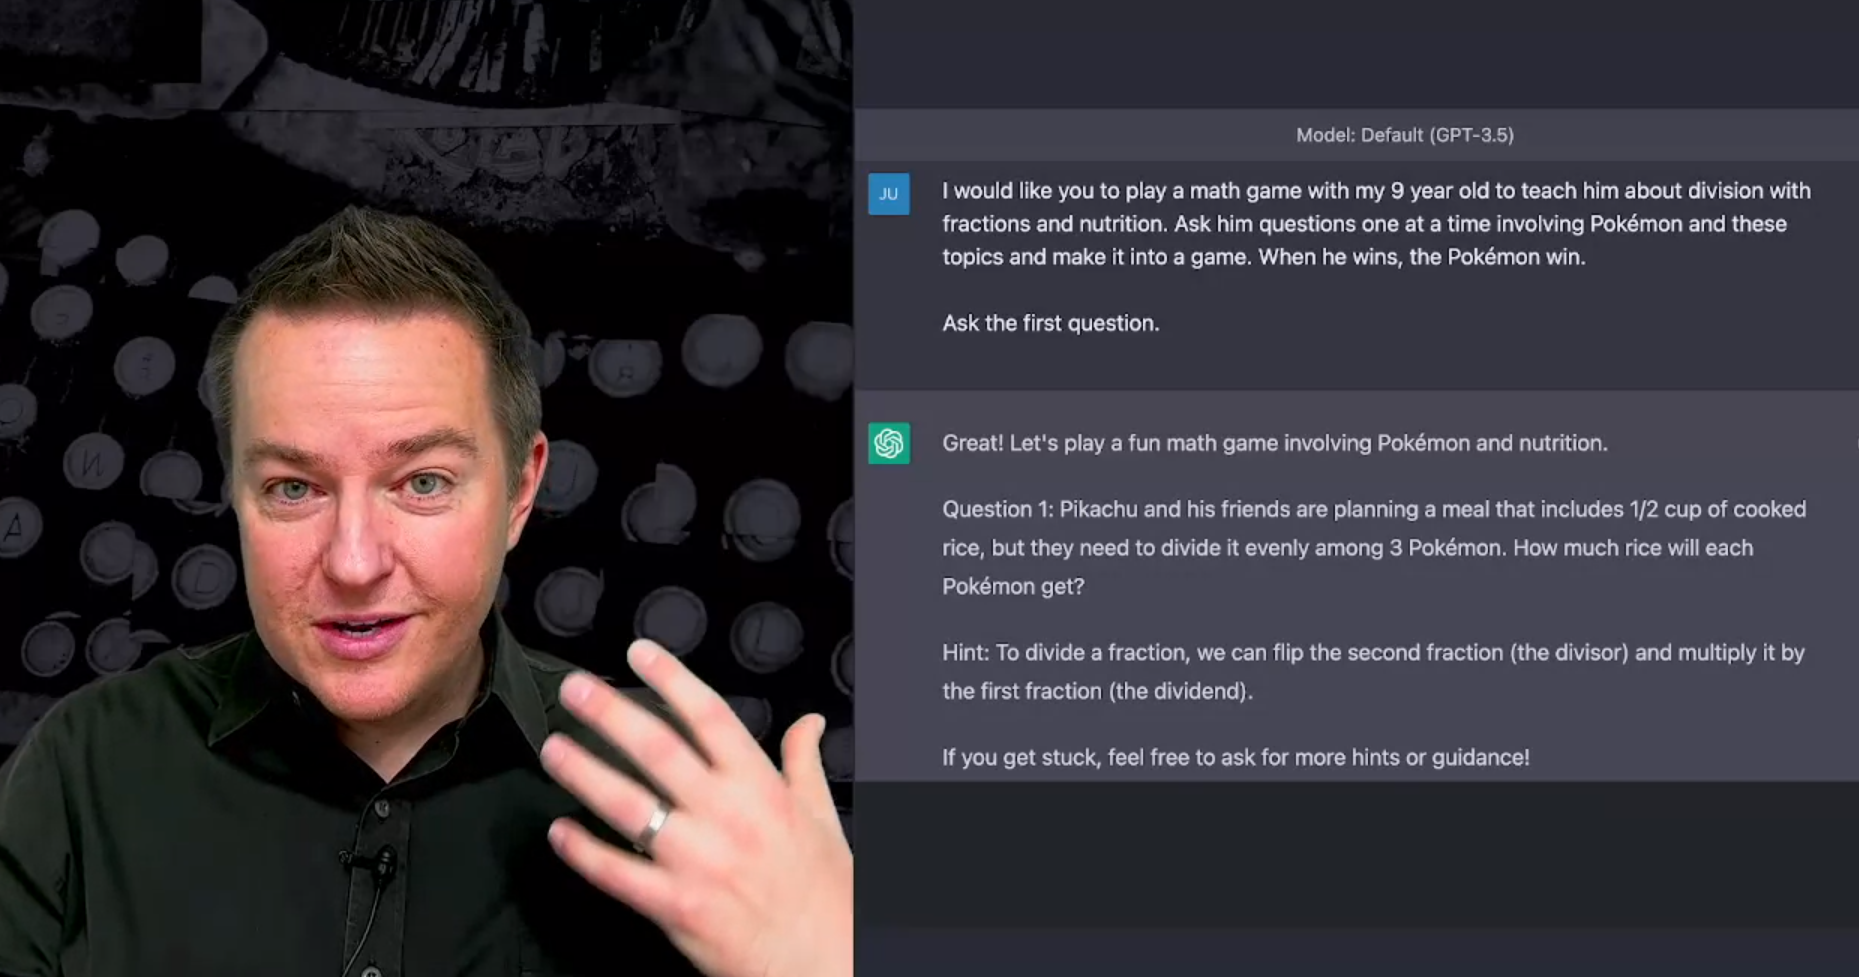 Model: Default (GPT-3.5)
JU
I would like you to play a math game with my 9 year old to teach him about division with
fractions and nutrition. Ask him questions one at a time involving Pokémon and these
topics and make it into a game. When he wins, the Pokémon win.
Ask the first question.
Great! Let's play a fun math game involving Pokémon and nutrition.
Question 1: Pikachu and his friends are planning a meal that includes 1/2 cup of cooked
rice, but they need to divide it evenly among 3 Pokémon. How much rice will each
Pokémon get?
Hint: To divide a fraction, we can flip the second fraction (the divisor) and multiply it by
the first fraction (the dividend).
If you get stuck, feel free to ask for more hints or guidance!